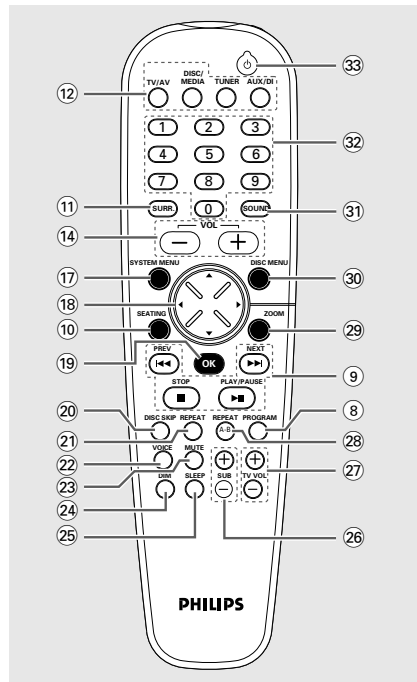 33
DISC/
TV/AV MEDIA TUNER AUX/DI
12
1 2 3
32
4 5 6
7 8 9
11
SURR. 0 SOUND
31
VOL
14
− +
SYSTEM MENU DISC MENU
17
30
18
SEATING ZOOM
10
29
PREV NEXT
19
OK
9
STOP PLAY/PAUSE
20
8
DISC SKIP REPEAT REPEAT PROGRAM
A-B
21
28
VOICE MUTE
22
+ +
27
23
DIM SLEEP SUB TV VOL
24
− −
25
26
PHILIPS